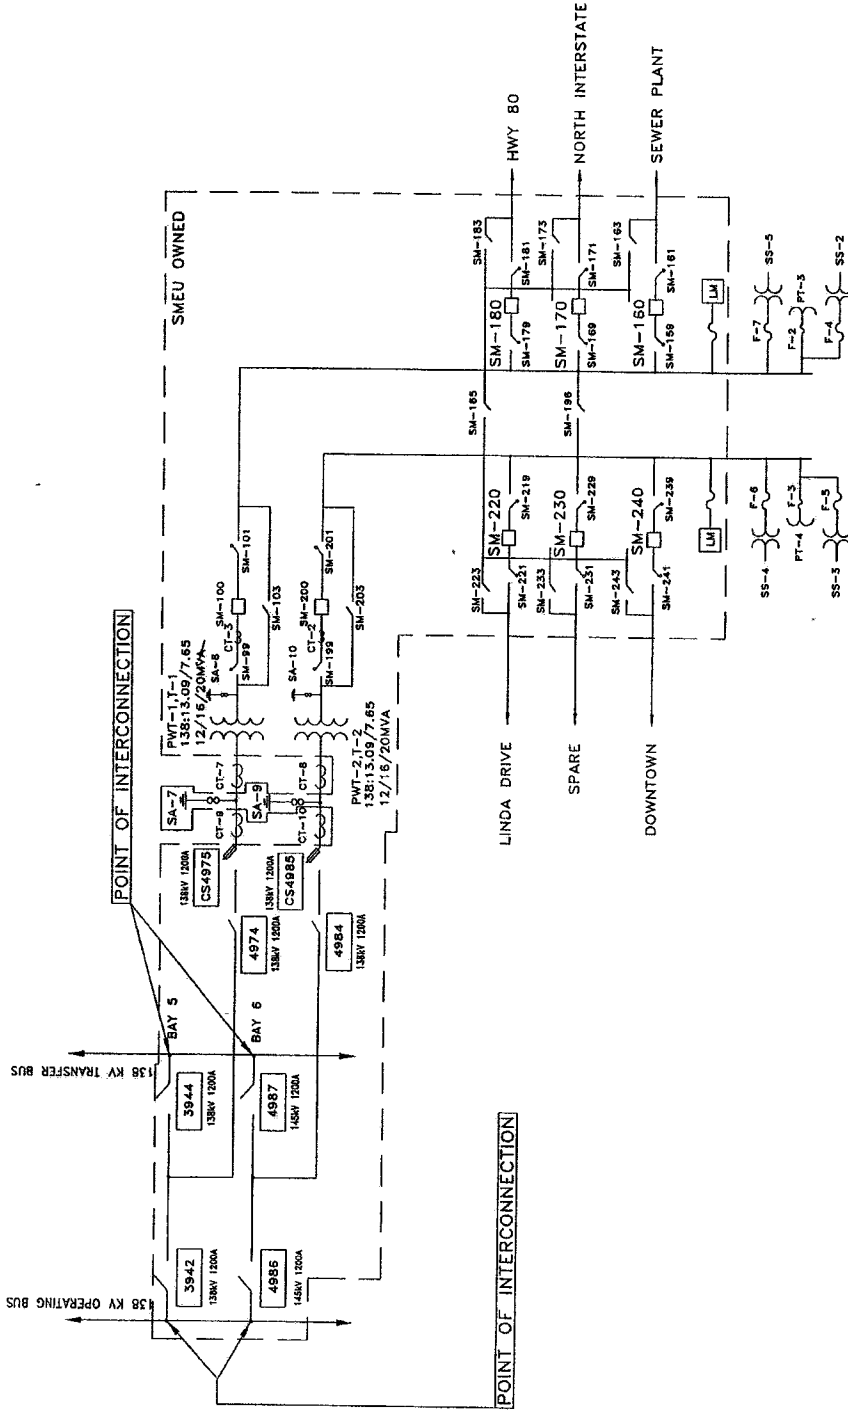 HWY 80
NORTH INTERSTATE
SEWER PLANT
SMEU OWNED
SM-183
SM-181
SM-180
SM-179
SM-173
SM-171
SM-170
SM-169
SM-163
SM-161
SM-160
SM-159
LM
F-7
SS-5
F-2
PT-3
F-4
SS-2
SM-165
SM-196
SM-101
SM-100
SM-103
CT-3
SM-99
SA-8
PWT-1,T-1
138:13.09/7.65
12/16/20MVA
SM-201
SM-200
SM-203
CT-2
SM-199
SA-10
PWT-2,T-2
138:13.09/7.65
12/16/20MVA
SM-220
SM-219
SM-223
SM-221
SM-230
SM-229
SM-233
SM-231
SM-240
SM-239
SM-243
SM-241
LM
F-6
SS-4
F-3
PT-4
F-5
SS-3
LINDA DRIVE
SPARE
DOWNTOWN
POINT OF INTERCONNECTION
SA-7
CT-7
CT-9
SA-9
CT-8
CT-10
138kV 1200A
CS4975
138kV 1200A
CS4985
4974
138kV 1200A
4984
138kV 1200A
BAY 5
BAY 6
138 KV TRANSFER BUS
3944
138kV 1200A
4987
145kV 1200A
3942
138kV 1200A
4986
145kV 1200A
138 KV OPERATING BUS
POINT OF INTERCONNECTION